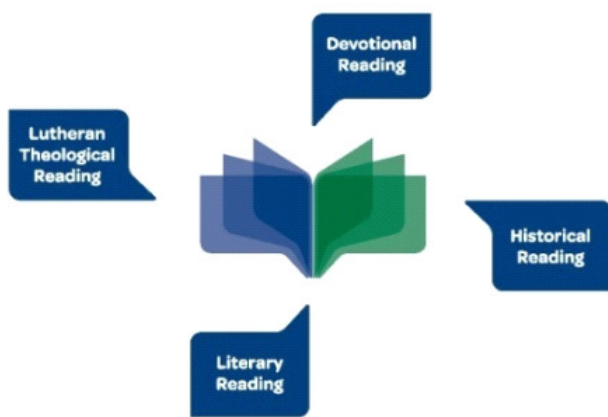 Devotional
Reading
Lutheran
Theological
Reading
Historical
Reading
Literary
Reading